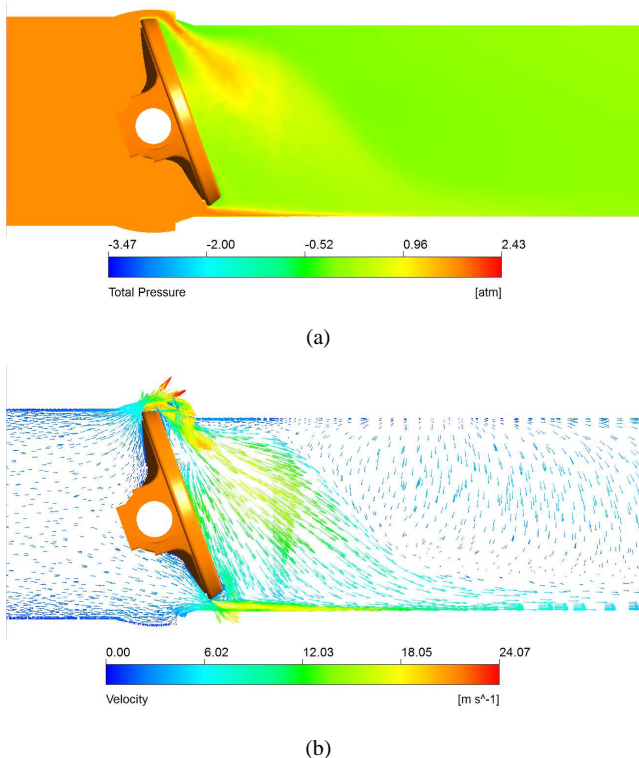 -3.47 -2.00 -0.52 0.96 2.43
Total Pressure [atm]
(a)
0.00 6.02 12.03 18.05 24.07
Velocity [m s^-1]
(b)